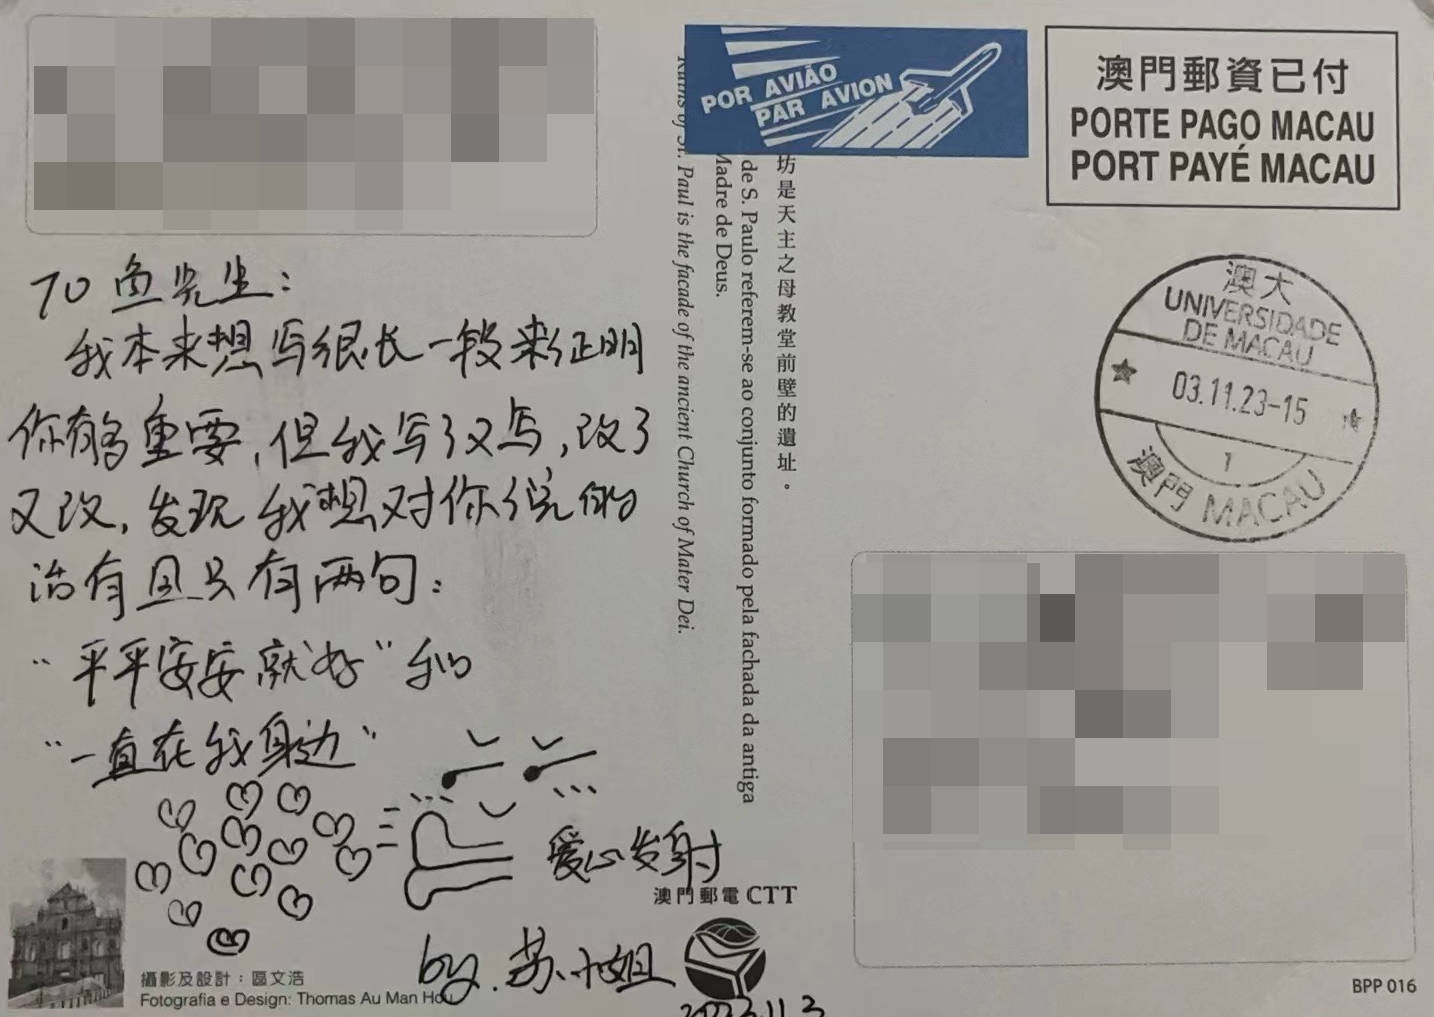 POR AVIÃO
PAR AVION
澳門郵資已付
PORTE PAGO MACAU
PORT PAYÉ MACAU
澳大
UNIVERSIDADE
DE MACAU
03.11.23-15
1
澳門 MACAU
TO 鱼先生：
我本来想写很长一段来证明
你有多重要，但我写了又写，改了
又改，发现我想对你说的
话有且只有两句：
“平平安安就好”和
“一直在我身边”
爱心发射
by. 苏小姐
2023.11.3
坊是天主之母教堂前壁的遺址。
de S. Paulo referem-se ao conjunto formado pela fachada da antiga
Madre de Deus.
Ruins of St. Paul is the facade of the ancient Church of Mater Dei.
澳門郵電 CTT
攝影及設計：區文浩
Fotografia e Design: Thomas Au Man Hou
BPP 016